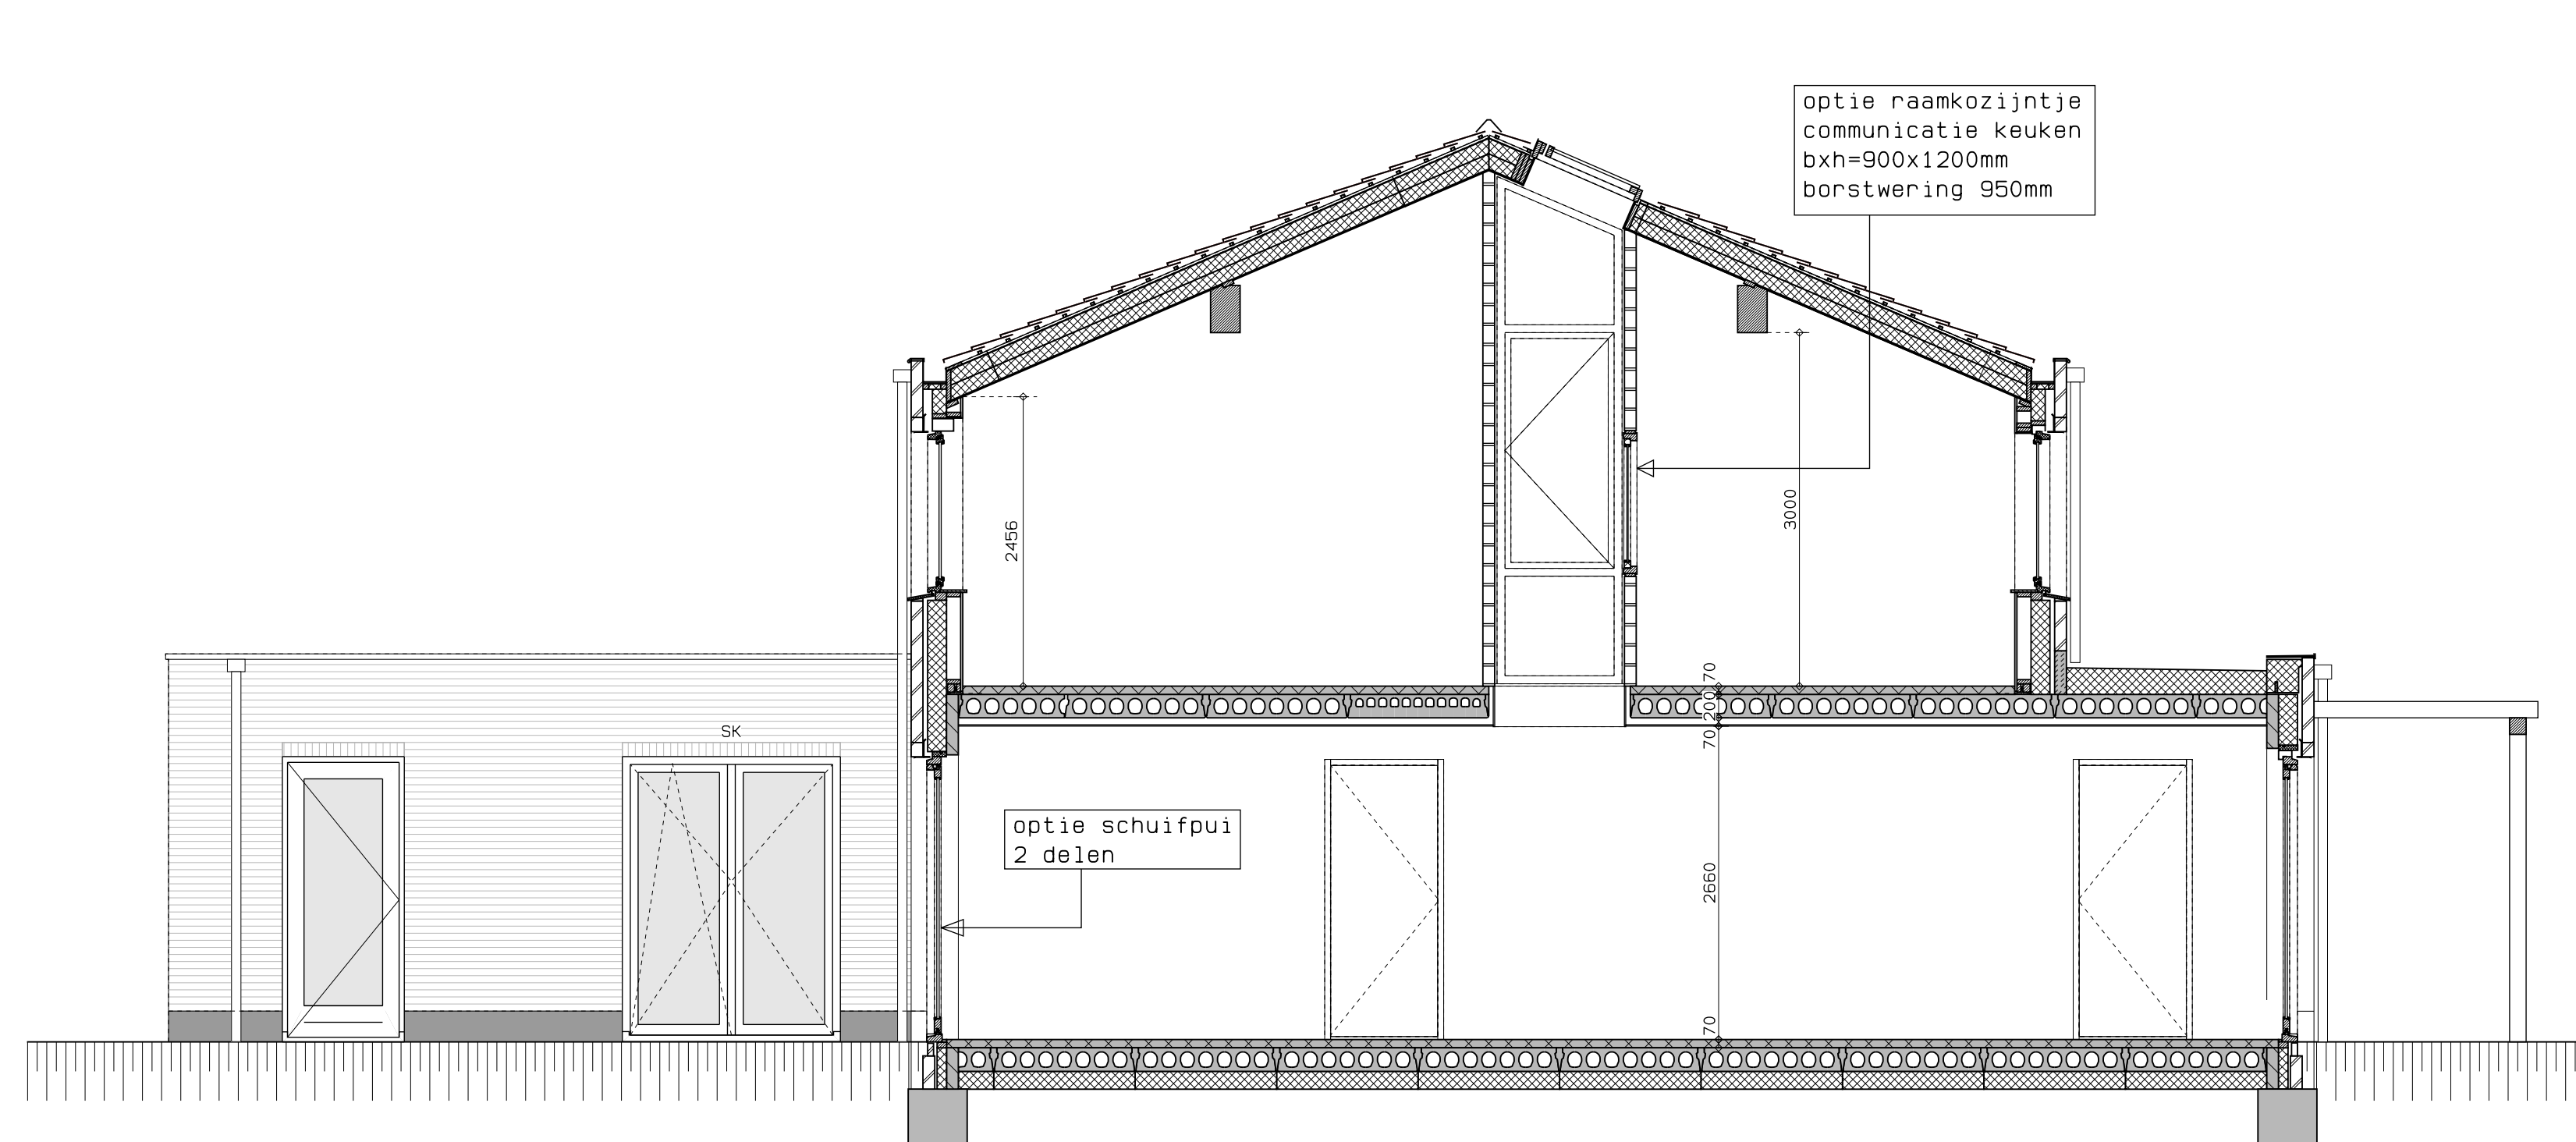 optie raamkozijntje
communicatie keuken
bxh=900x1200mm
borstwering 950mm
2456
3000
70
200
70
SK
optie schuifpui
2 delen
2660
70